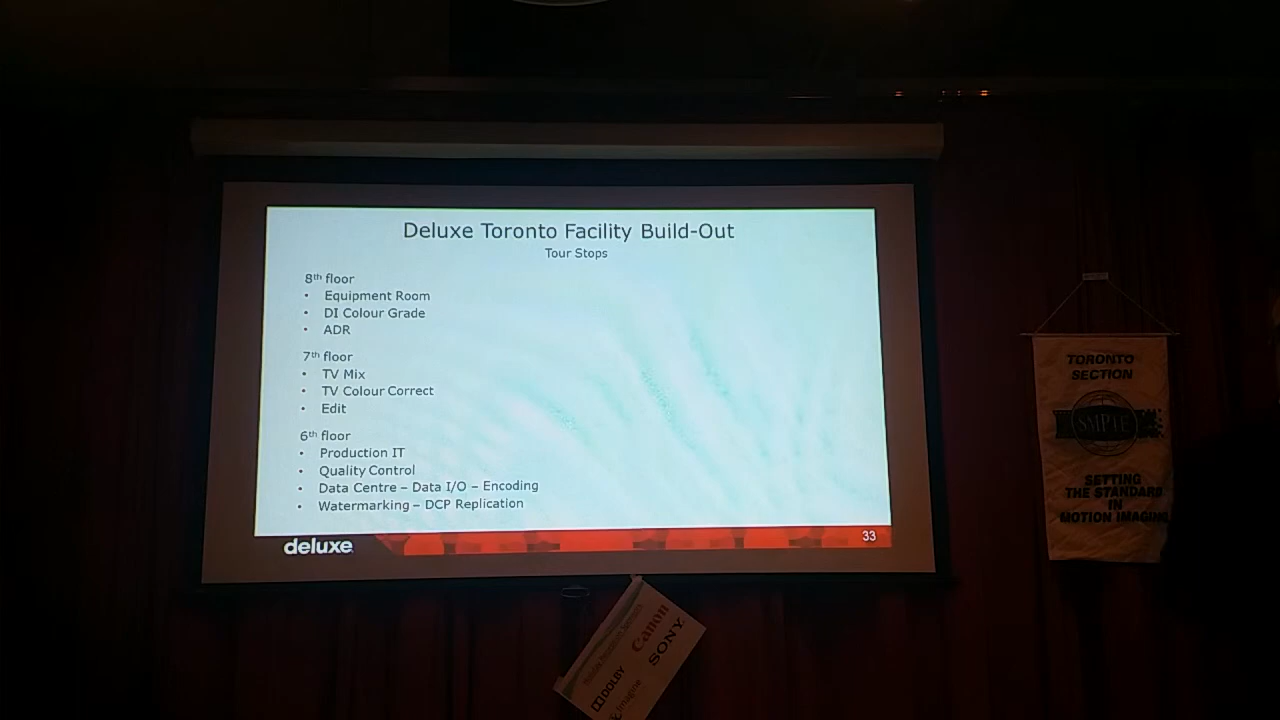 Deluxe Toronto Facility Build-Out
Tour Stops
8th floor
• Equipment Room
• DI Colour Grade
• ADR
7th floor
• TV Mix
• TV Colour Correct
• Edit
6th floor
• Production IT
• Quality Control
• Data Centre – Data I/O – Encoding
• Watermarking – DCP Replication
deluxe
33
TORONTO
SECTION
SMPTE
SETTING
THE STANDARD
IN
MOTION IMAGING
Canon
SONY
DOLBY
Imagine